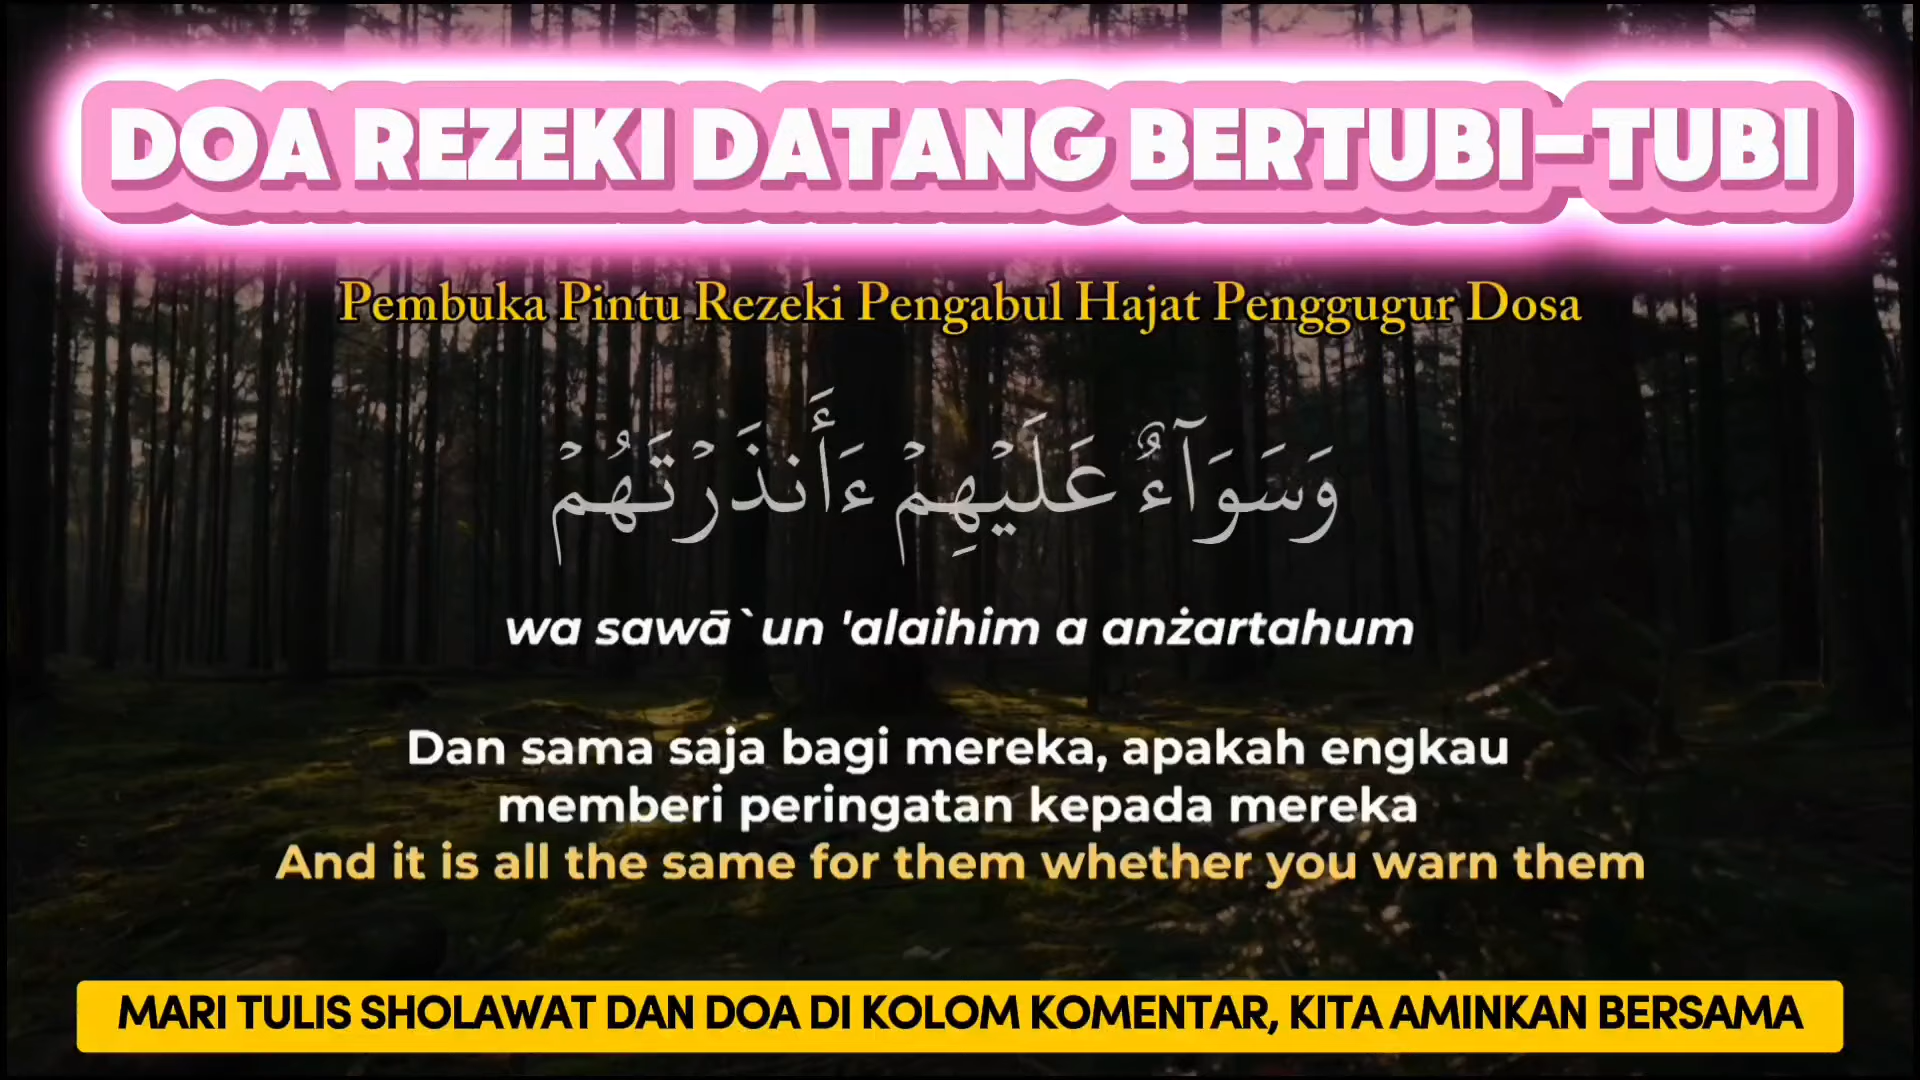 DOA REZEKI DATANG BERTUBI-TUBI
Pembuka Pintu Rezeki Pengabul Hajat Penggugur Dosa
وَسَوَآءٌ عَلَيْهِمْ ءَأَنذَرْتَهُمْ
wa sawā`un 'alaihim a anżartahum
Dan sama saja bagi mereka, apakah engkau
memberi peringatan kepada mereka
And it is all the same for them whether you warn them
MARI TULIS SHOLAWAT DAN DOA DI KOLOM KOMENTAR, KITA AMINKAN BERSAMA